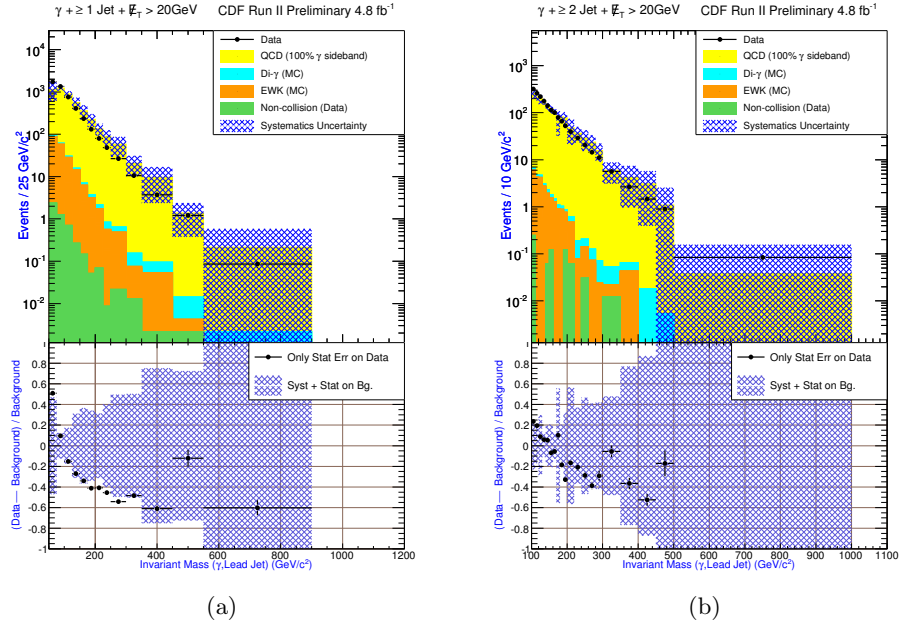 γ + ≥ 1 Jet + E̸_T > 20GeV
CDF Run II Preliminary 4.8 fb⁻¹
Events / 25 GeV/c²
10⁴
10³
10²
10
1
10⁻¹
10⁻²
Data
QCD (100% γ sideband)
Di-γ (MC)
EWK (MC)
Non-collision (Data)
Systematics Uncertainty
(Data — Background) / Background
1
0.8
0.6
0.4
0.2
0
-0.2
-0.4
-0.6
-0.8
-1
Only Stat Err on Data
Syst + Stat on Bg.
200 400 600 800 1000 1200
Invariant Mass (γ,Lead Jet) (GeV/c²)
(a)
γ + ≥ 2 Jet + E̸_T > 20GeV
CDF Run II Preliminary 4.8 fb⁻¹
Events / 10 GeV/c²
10³
10²
10
1
10⁻¹
10⁻²
Data
QCD (100% γ sideband)
Di-γ (MC)
EWK (MC)
Non-collision (Data)
Systematics Uncertainty
(Data — Background) / Background
1
0.8
0.6
0.4
0.2
0
-0.2
-0.4
-0.6
-0.8
-1
Only Stat Err on Data
Syst + Stat on Bg.
100 200 300 400 500 600 700 800 900 1000 1100
Invariant Mass (γ,Lead Jet) (GeV/c²)
(b)